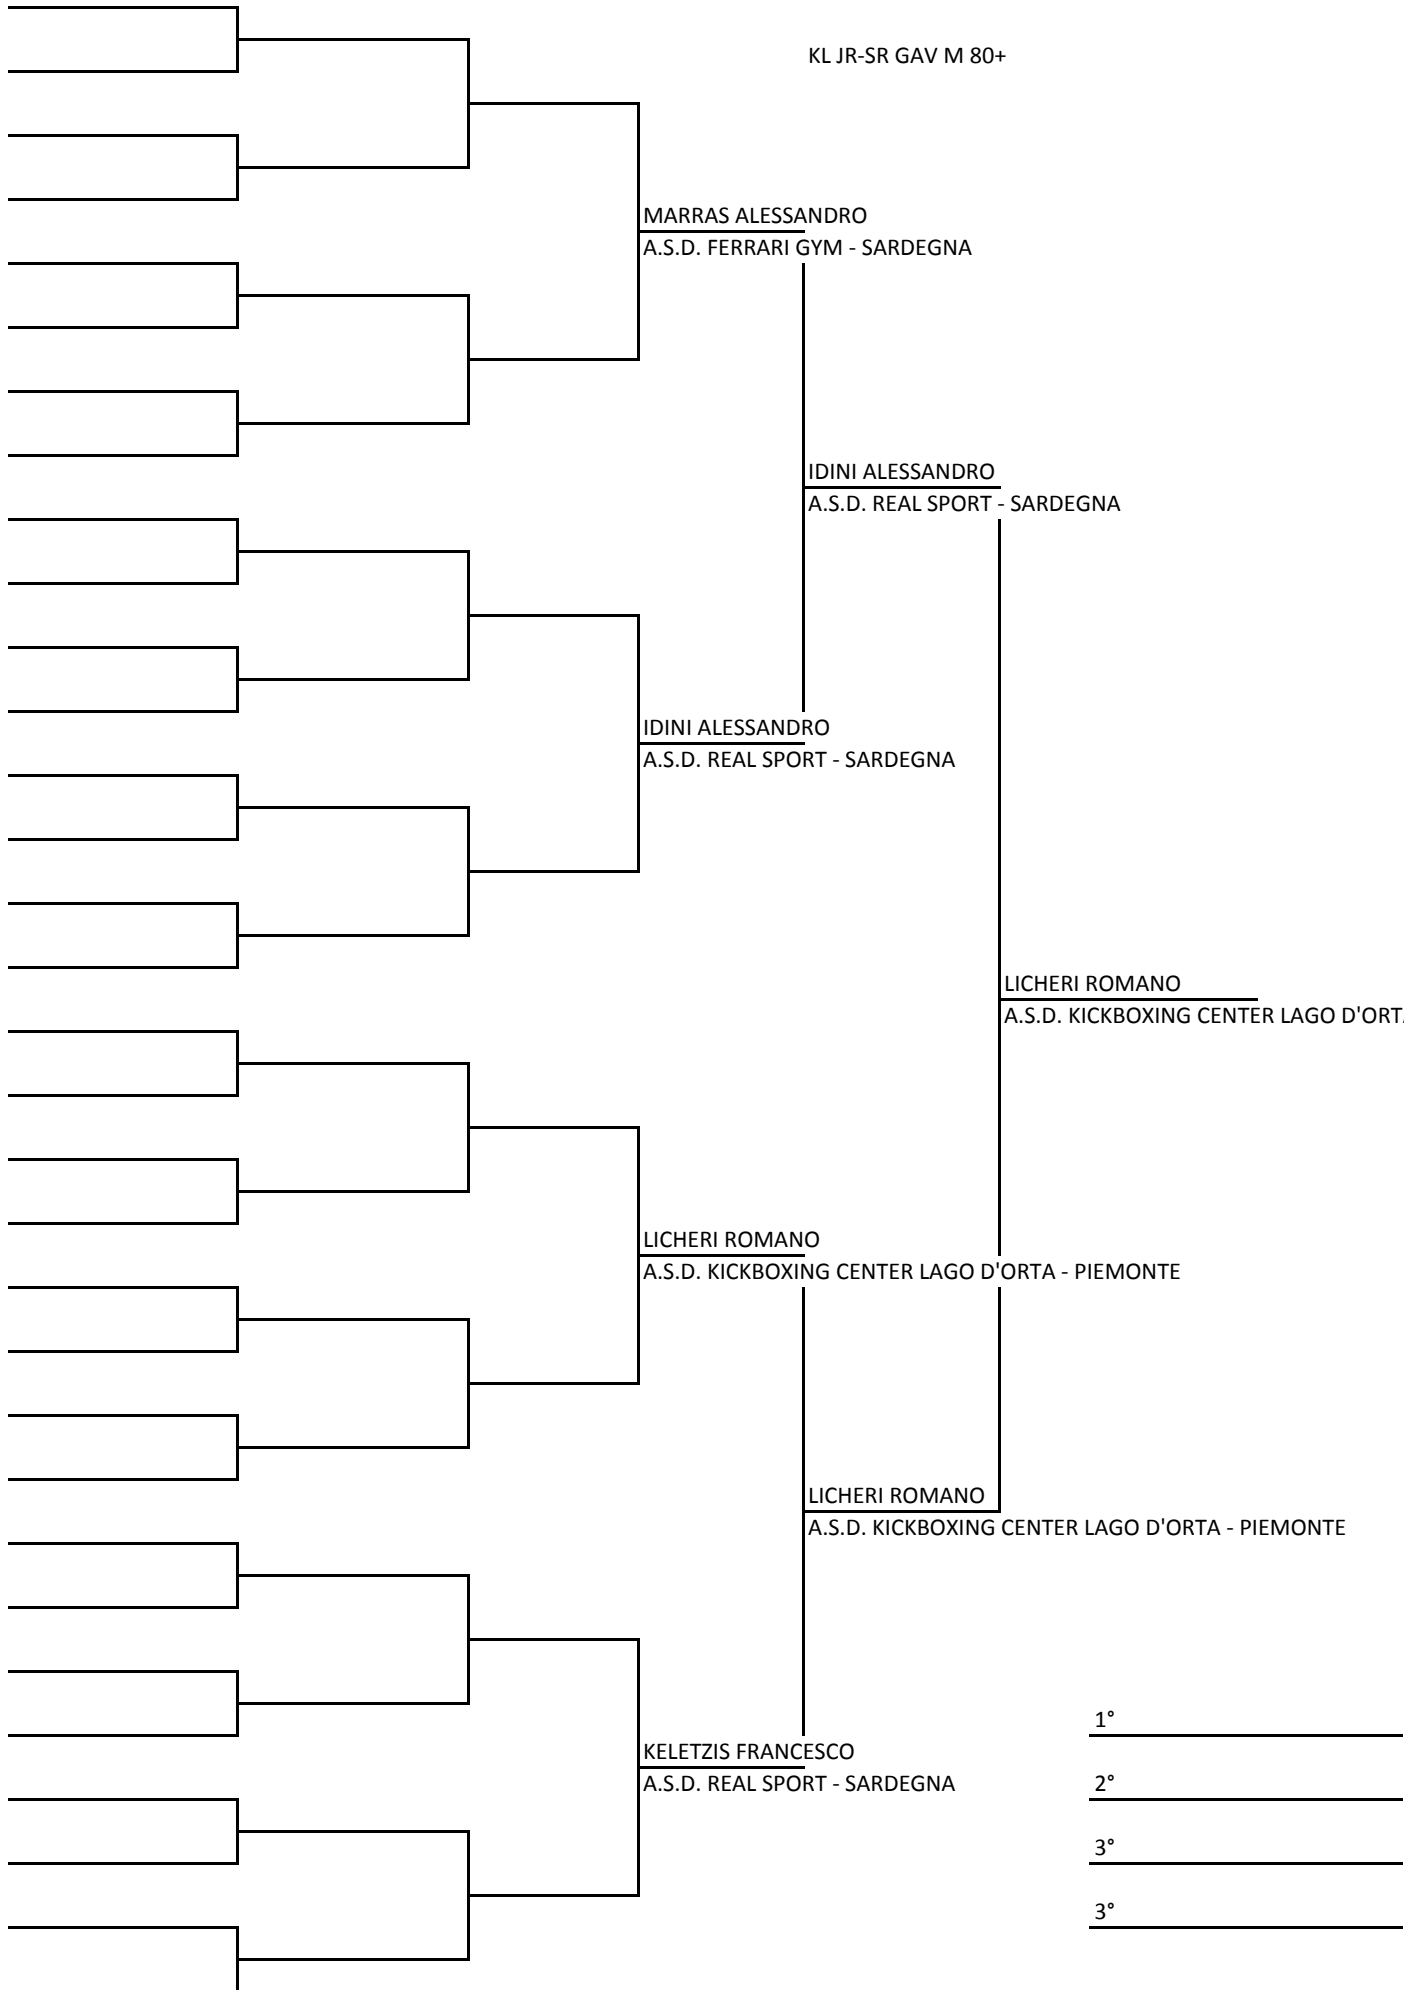 KL JR-SR GAV M 80+
MARRAS ALESSANDRO
A.S.D. FERRARI GYM - SARDEGNA
IDINI ALESSANDRO
A.S.D. REAL SPORT - SARDEGNA
IDINI ALESSANDRO
A.S.D. REAL SPORT - SARDEGNA
LICHERI ROMANO
A.S.D. KICKBOXING CENTER LAGO D'ORT
LICHERI ROMANO
A.S.D. KICKBOXING CENTER LAGO D'ORTA - PIEMONTE
LICHERI ROMANO
A.S.D. KICKBOXING CENTER LAGO D'ORTA - PIEMONTE
1°
KELETZIS FRANCESCO
A.S.D. REAL SPORT - SARDEGNA
2°
3°
3°